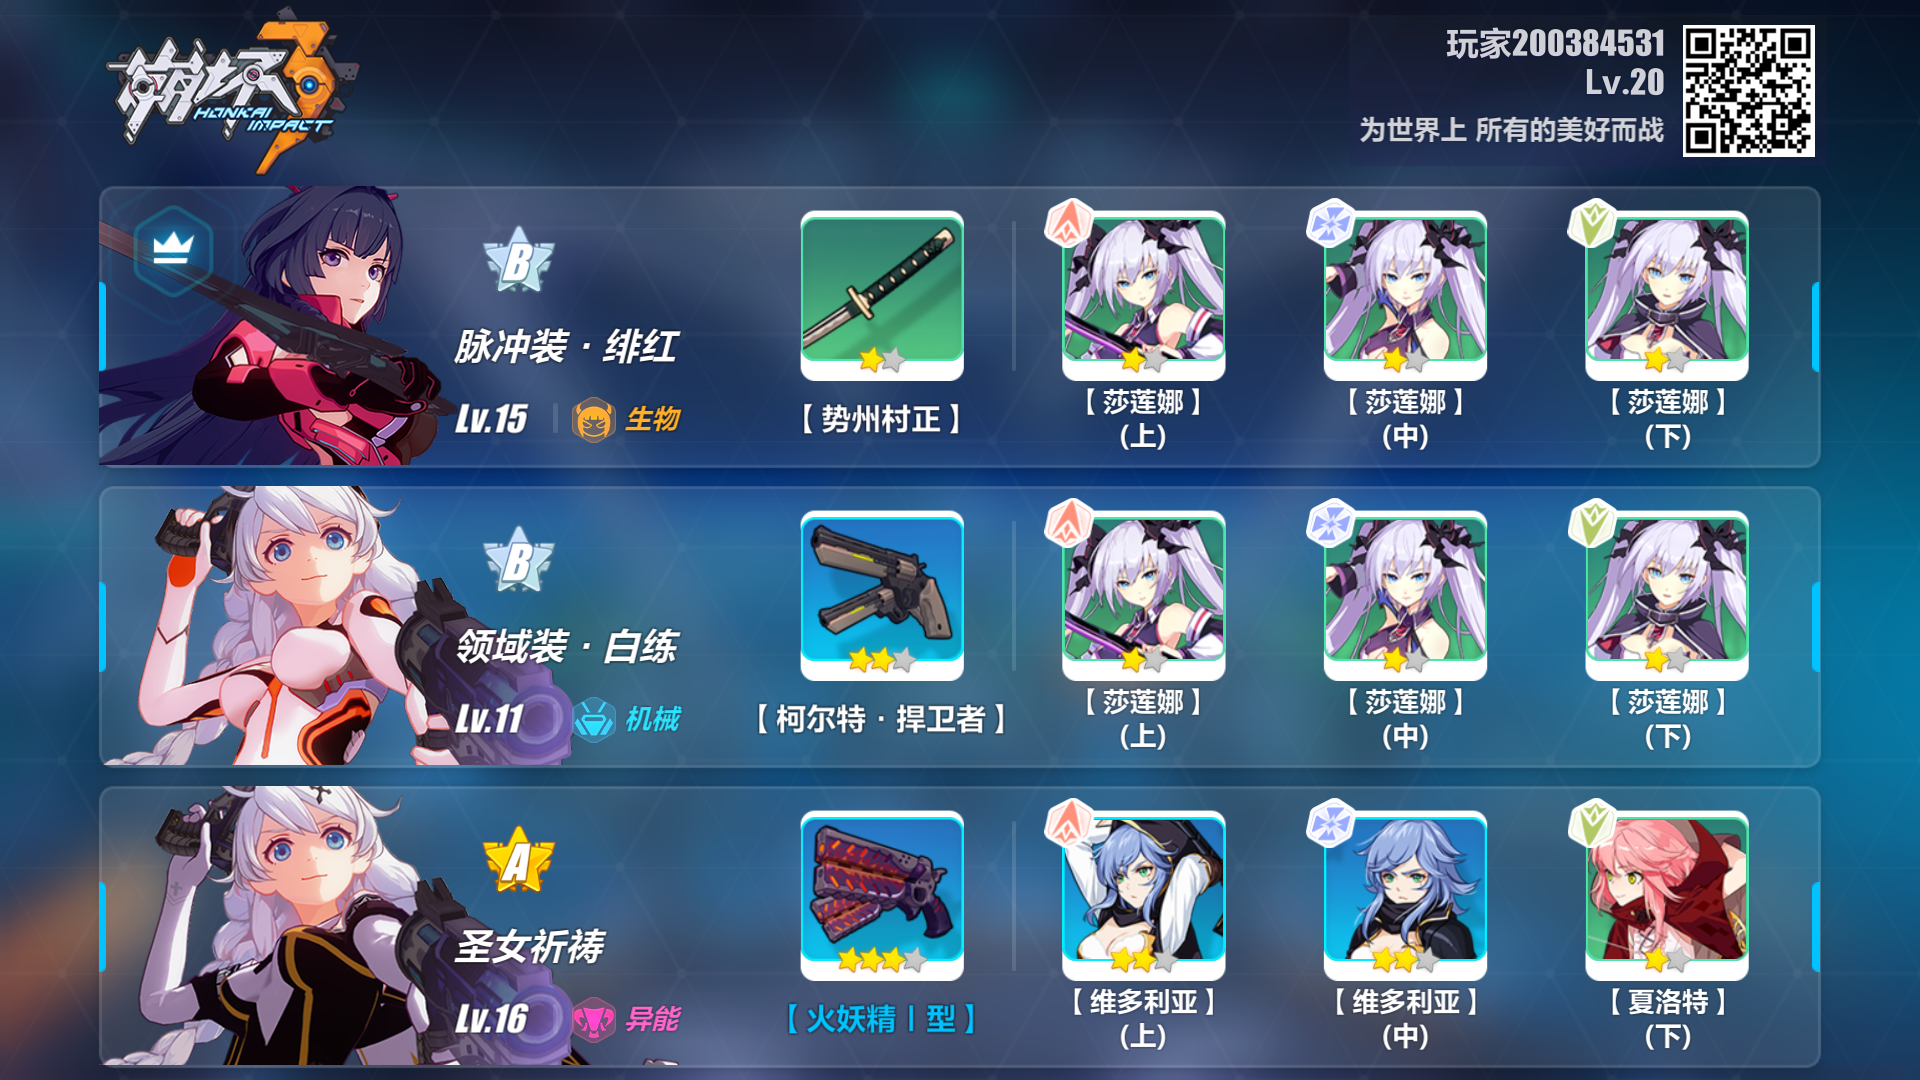 崩坏3
HONKAI
IMPACT
玩家200384531
Lv.20
为世界上 所有的美好而战
B
脉冲装·绯红
Lv.15
生物
【势州村正】
【莎莲娜】
(上)
【莎莲娜】
(中)
【莎莲娜】
(下)
B
领域装·白练
Lv.11
机械
【柯尔特·捍卫者】
【莎莲娜】
(上)
【莎莲娜】
(中)
【莎莲娜】
(下)
A
圣女祈祷
Lv.16
异能
【火妖精Ⅰ型】
【维多利亚】
(上)
【维多利亚】
(中)
【夏洛特】
(下)